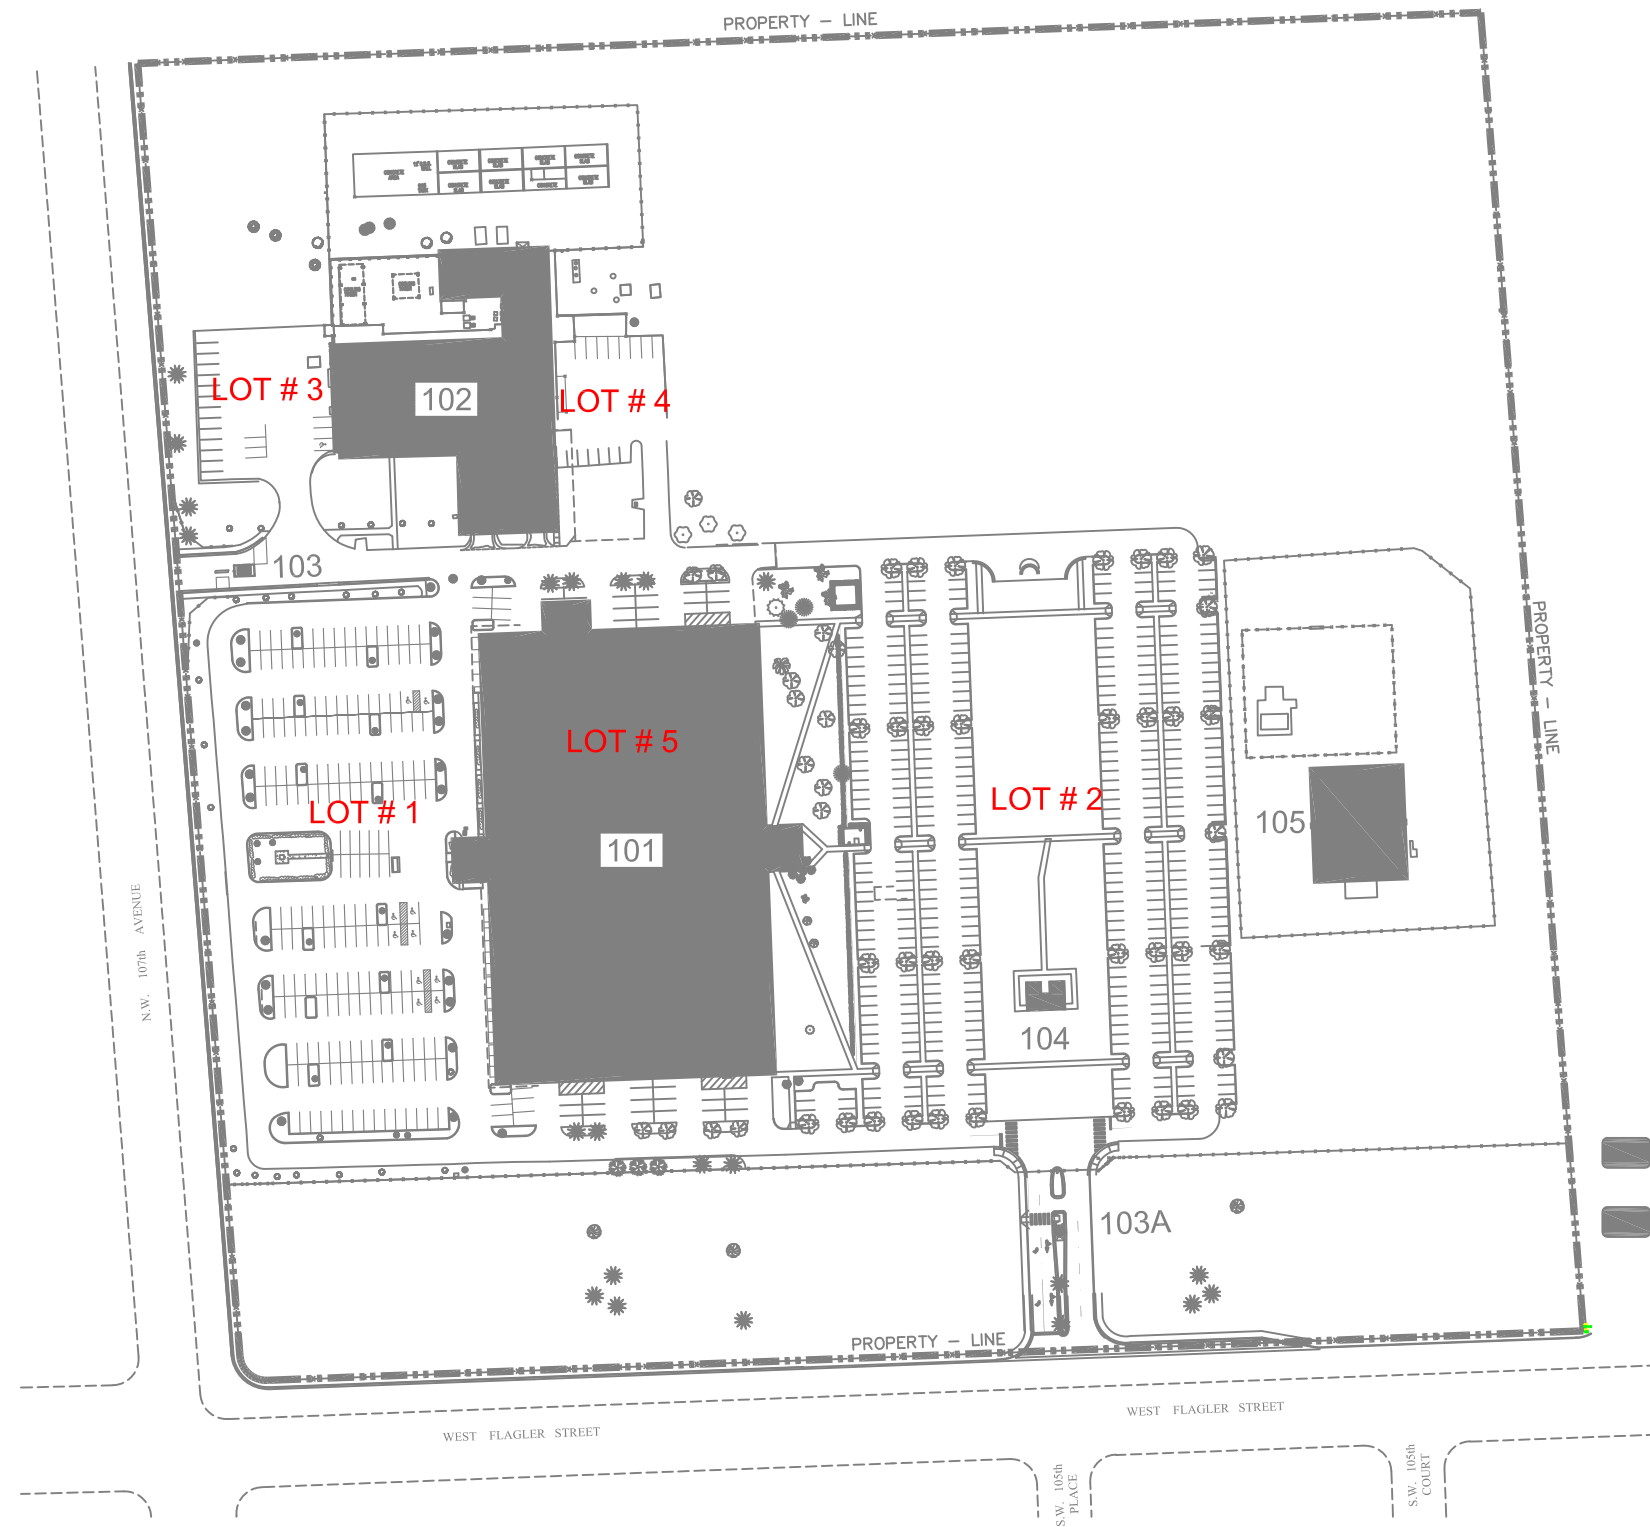 PROPERTY - LINE
LOT # 3
102
LOT # 4
103
PROPERTY - LINE
LOT # 5
LOT # 2
LOT # 1
105
101
N.W. 107th AVENUE
104
103A
PROPERTY - LINE
WEST FLAGLER STREET
WEST FLAGLER STREET
S.W. 105th
PLACE
S.W. 105th
COURT